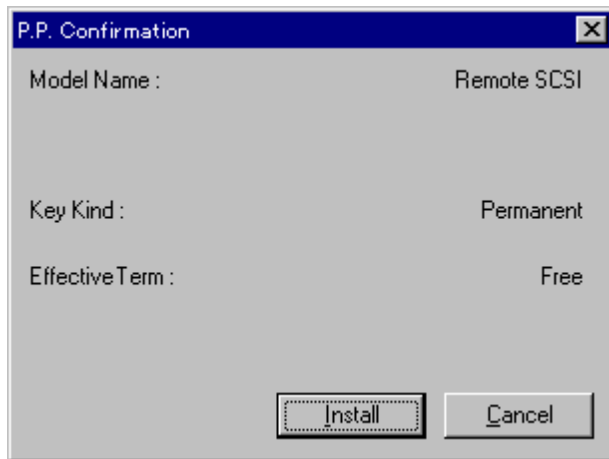 P.P. Confirmation
Model Name : Remote SCSI
Key Kind : Permanent
Effective Term : Free
Install Cancel